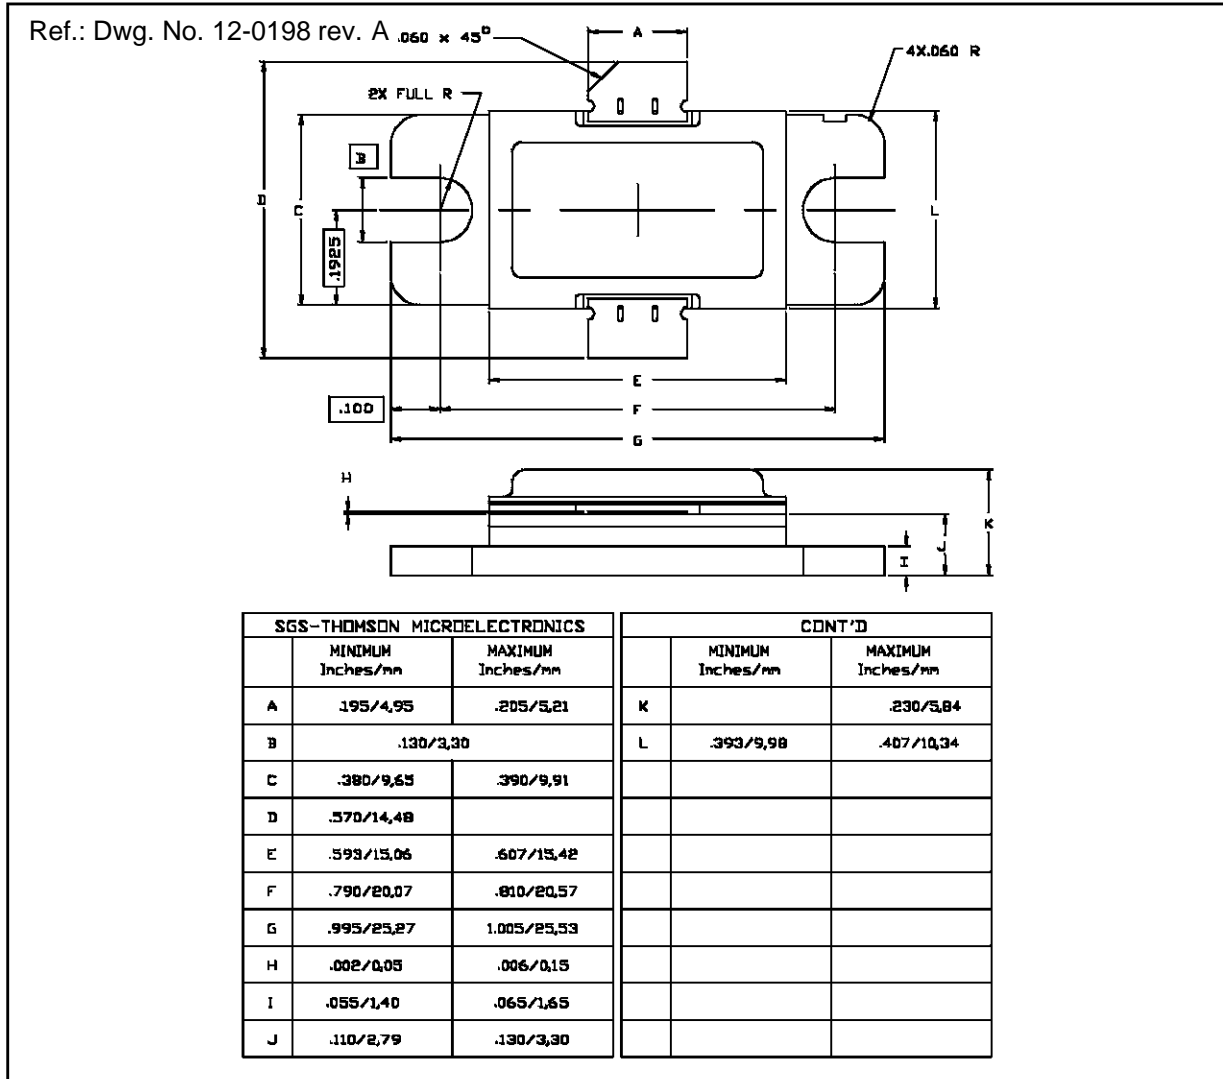 Ref.: Dwg. No. 12-0198 rev. A
.060 x 45°
A
4X.060 R
2X FULL R
B
D
C
L
.1925
E
.100
F
G
H
K
J
I
SGS-THOMSON MICROELECTRONICS
MINIMUM Inches/mm MAXIMUM Inches/mm
A .195/4,95 .205/5,21
B .130/3,30
C .380/9,65 .390/9,91
D .570/14,48
E .593/15,06 .607/15,42
F .790/20,07 .810/20,57
G .995/25,27 1.005/25,53
H .002/0,05 .006/0,15
I .055/1,40 .065/1,65
J .110/2,79 .130/3,30
CONT'D
MINIMUM Inches/mm MAXIMUM Inches/mm
K .230/5,84
L .393/9,98 .407/10,34